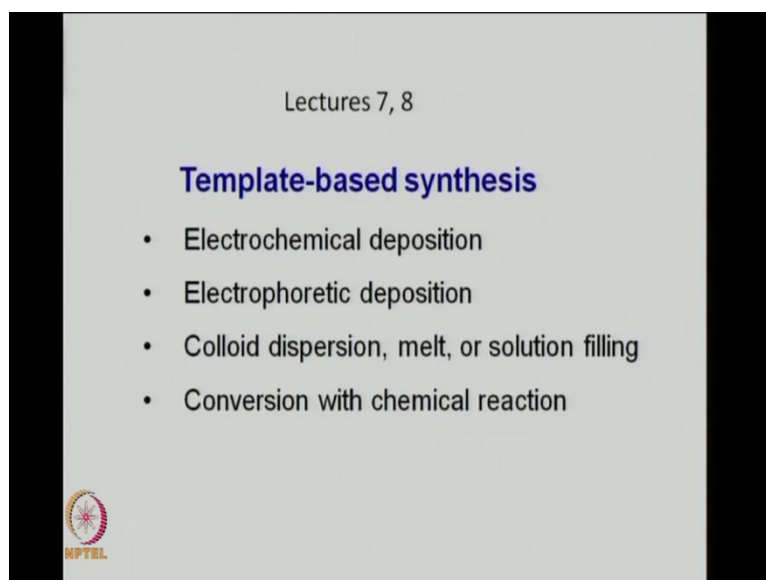 Lectures 7, 8
Template-based synthesis
• Electrochemical deposition
• Electrophoretic deposition
• Colloid dispersion, melt, or solution filling
• Conversion with chemical reaction
NPTEL